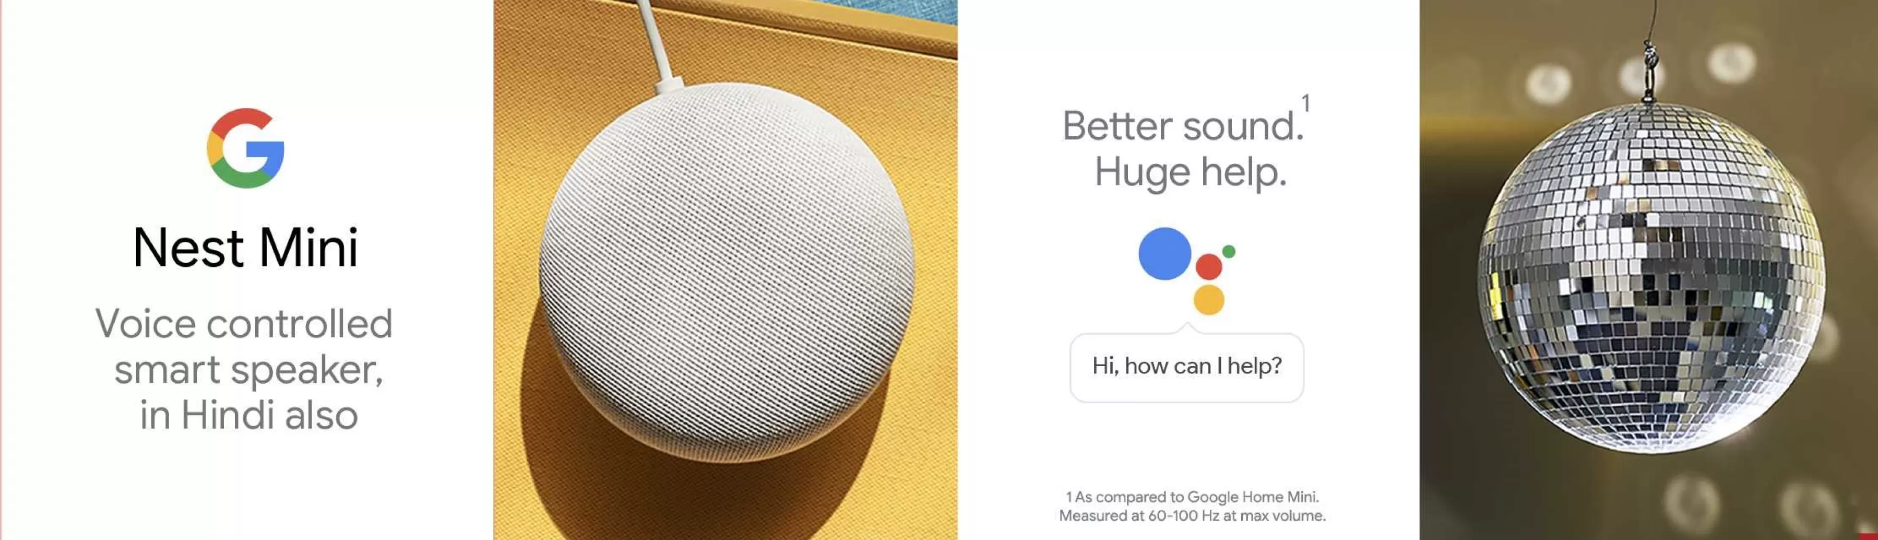 Nest Mini
Voice controlled
smart speaker,
in Hindi also
Better sound.¹
Huge help.
Hi, how can I help?
1 As compared to Google Home Mini.
Measured at 60-100 Hz at max volume.